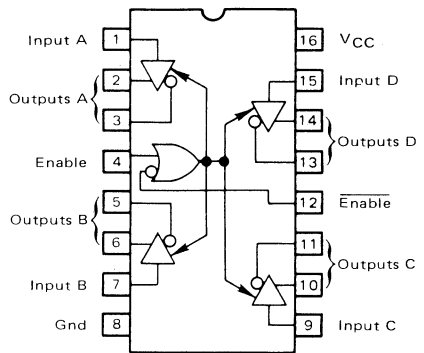 Input A 1
2
Outputs A
3
Enable 4
5
Outputs B
6
Input B 7
Gnd 8
16 VCC
15 Input D
14
Outputs D
13
12 Enable
11
Outputs C
10
9 Input C